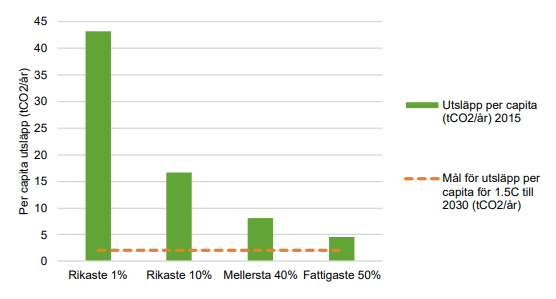 45
40
35
30
25
20
15
10
5
0
Per capita utsläpp (tCO2/år)
Rikaste 1%
Rikaste 10%
Mellersta 40%
Fattigaste 50%
Utsläpp per capita
(tCO2/år) 2015
Mål för utsläpp per
capita för 1.5C till
2030 (tCO2/år)